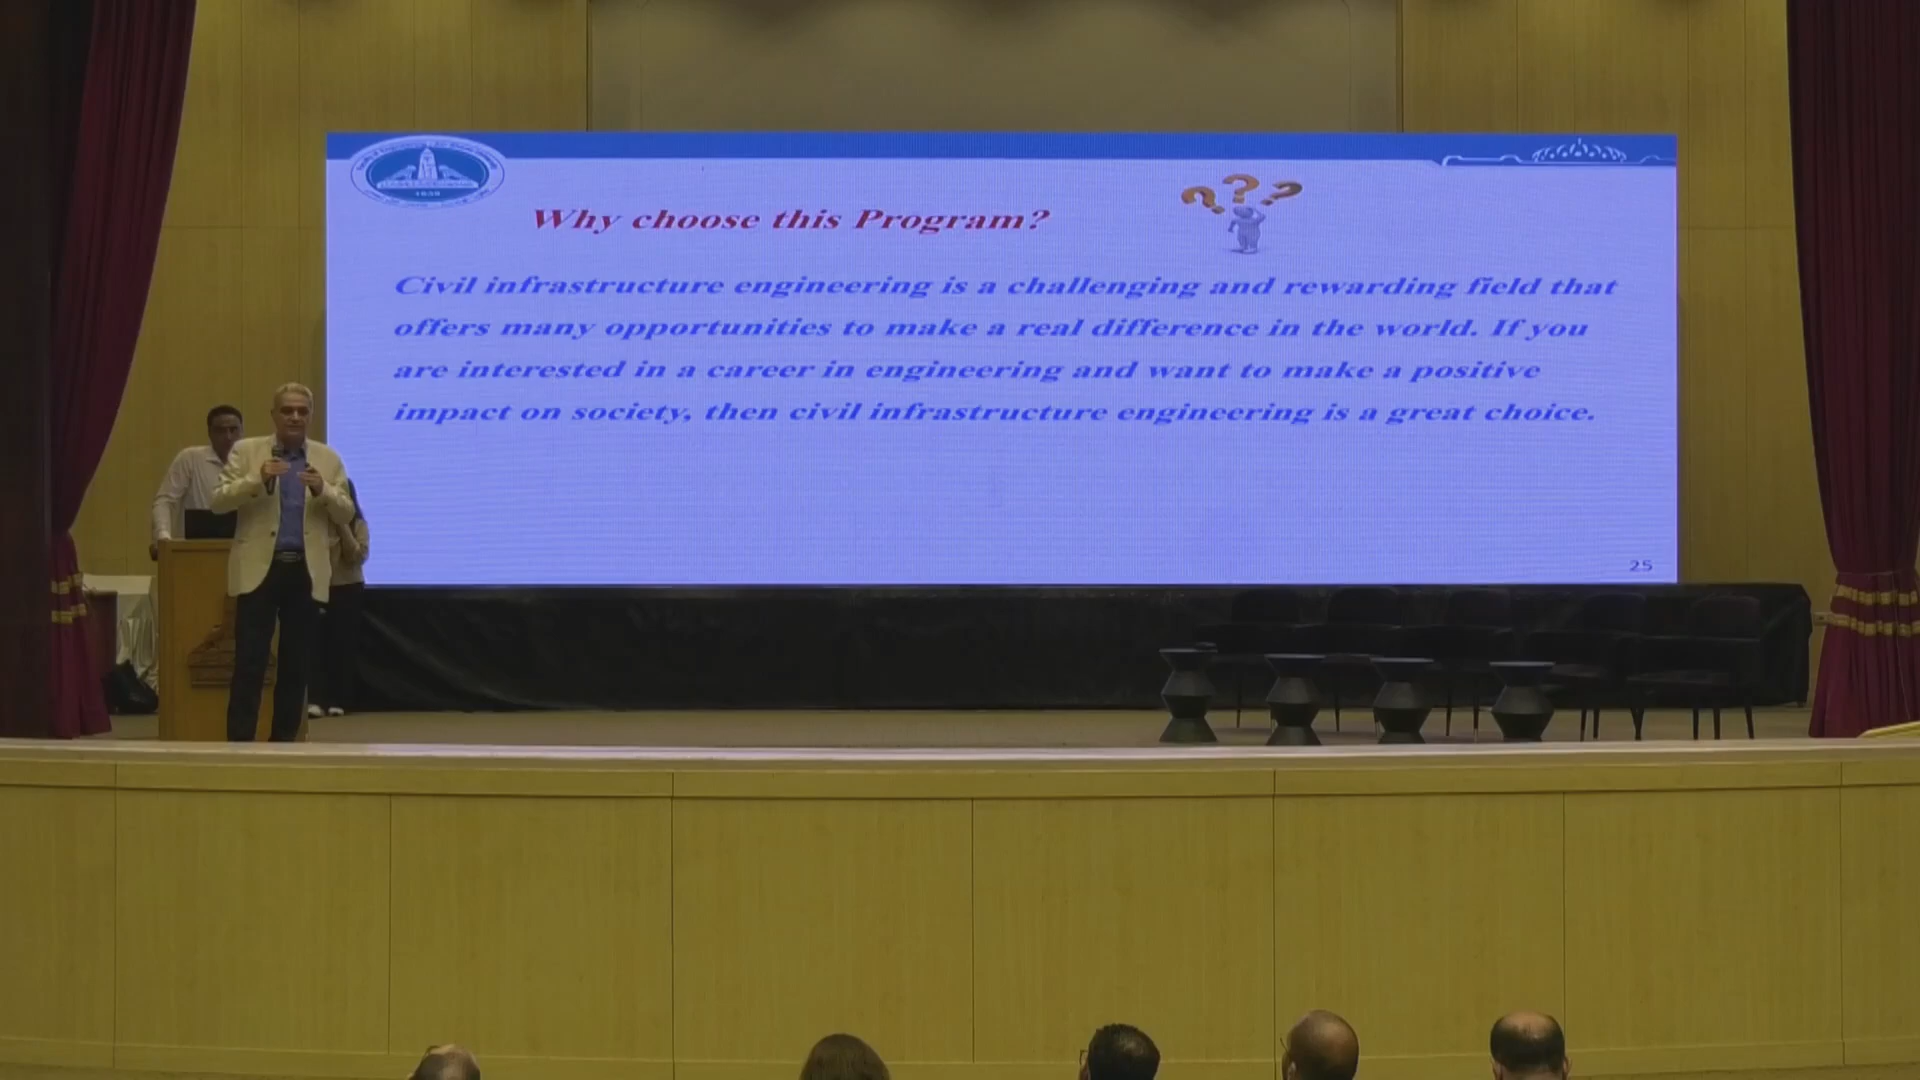 1839
Why choose this Program?
Civil infrastructure engineering is a challenging and rewarding field that
offers many opportunities to make a real difference in the world. If you
are interested in a career in engineering and want to make a positive
impact on society, then civil infrastructure engineering is a great choice.
25